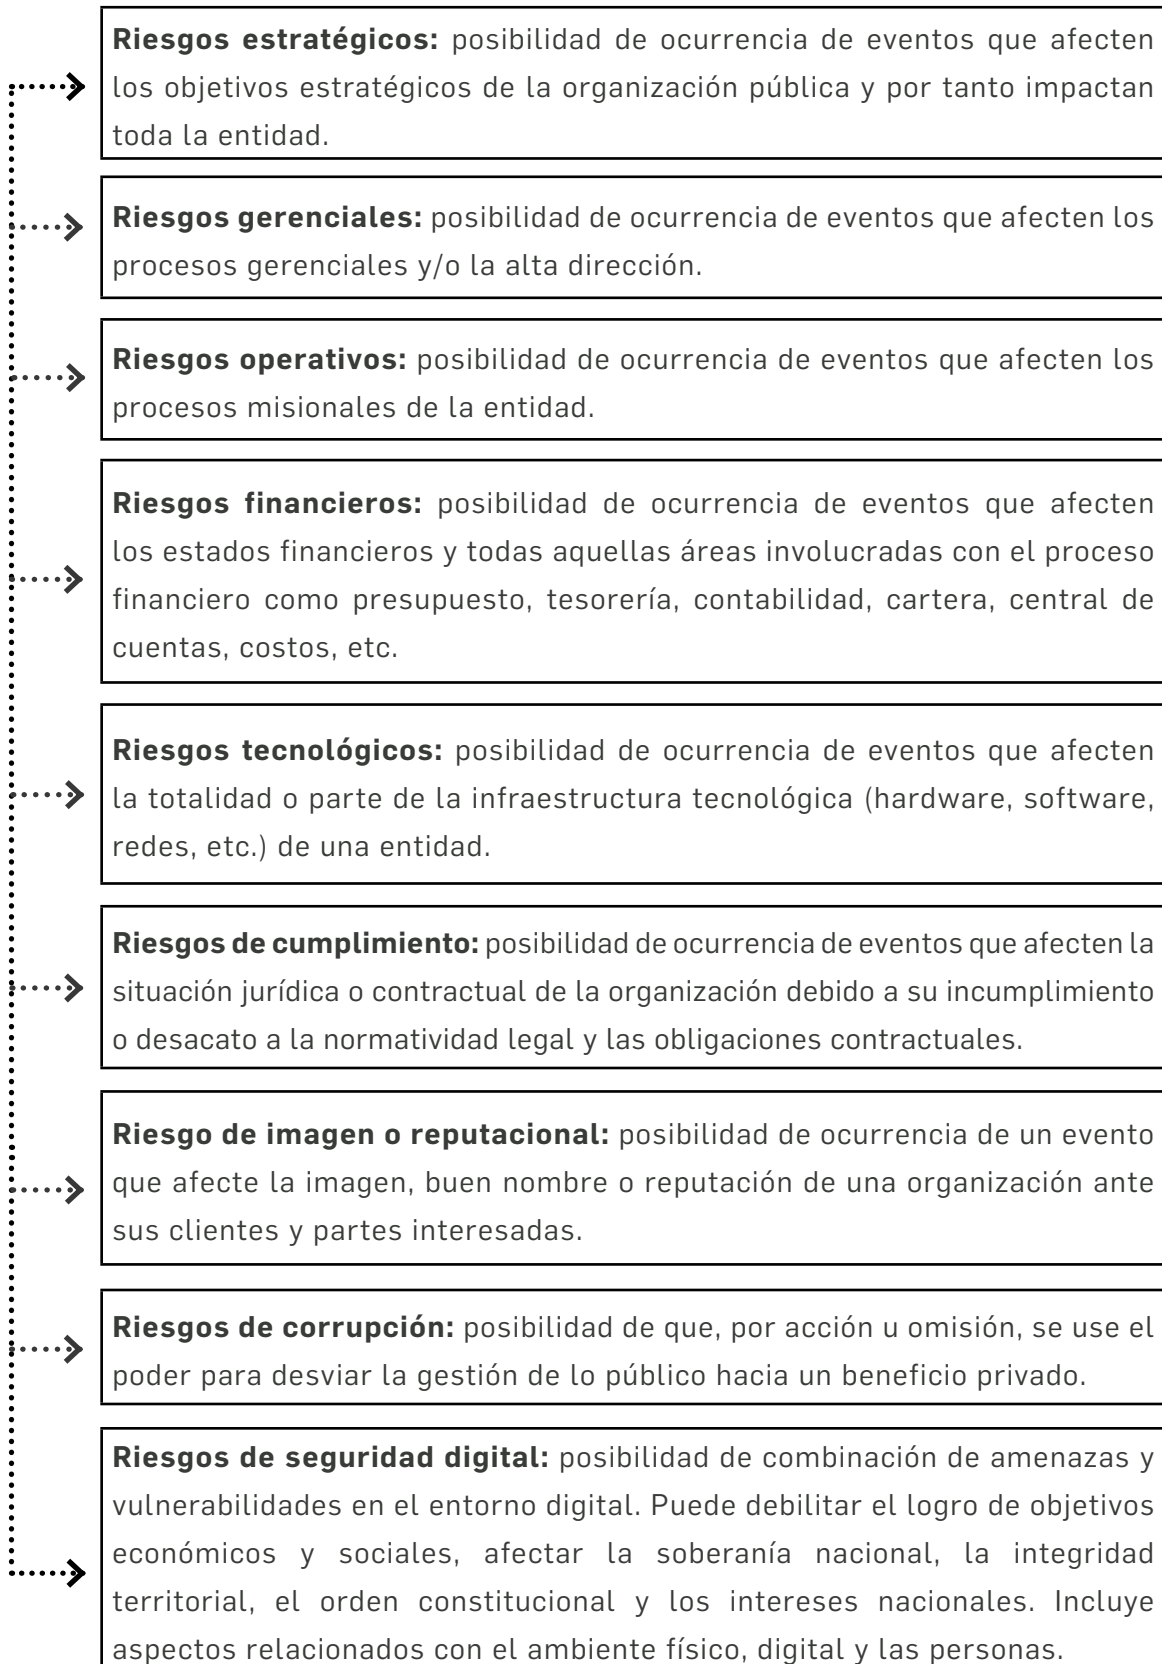 Riesgos estratégicos: posibilidad de ocurrencia de eventos que afecten
los objetivos estratégicos de la organización pública y por tanto impactan
toda la entidad.
Riesgos gerenciales: posibilidad de ocurrencia de eventos que afecten los
procesos gerenciales y/o la alta dirección.
Riesgos operativos: posibilidad de ocurrencia de eventos que afecten los
procesos misionales de la entidad.
Riesgos financieros: posibilidad de ocurrencia de eventos que afecten
los estados financieros y todas aquellas áreas involucradas con el proceso
financiero como presupuesto, tesorería, contabilidad, cartera, central de
cuentas, costos, etc.
Riesgos tecnológicos: posibilidad de ocurrencia de eventos que afecten
la totalidad o parte de la infraestructura tecnológica (hardware, software,
redes, etc.) de una entidad.
Riesgos de cumplimiento: posibilidad de ocurrencia de eventos que afecten la
situación jurídica o contractual de la organización debido a su incumplimiento
o desacato a la normatividad legal y las obligaciones contractuales.
Riesgo de imagen o reputacional: posibilidad de ocurrencia de un evento
que afecte la imagen, buen nombre o reputación de una organización ante
sus clientes y partes interesadas.
Riesgos de corrupción: posibilidad de que, por acción u omisión, se use el
poder para desviar la gestión de lo público hacia un beneficio privado.
Riesgos de seguridad digital: posibilidad de combinación de amenazas y
vulnerabilidades en el entorno digital. Puede debilitar el logro de objetivos
económicos y sociales, afectar la soberanía nacional, la integridad
territorial, el orden constitucional y los intereses nacionales. Incluye
aspectos relacionados con el ambiente físico, digital y las personas.